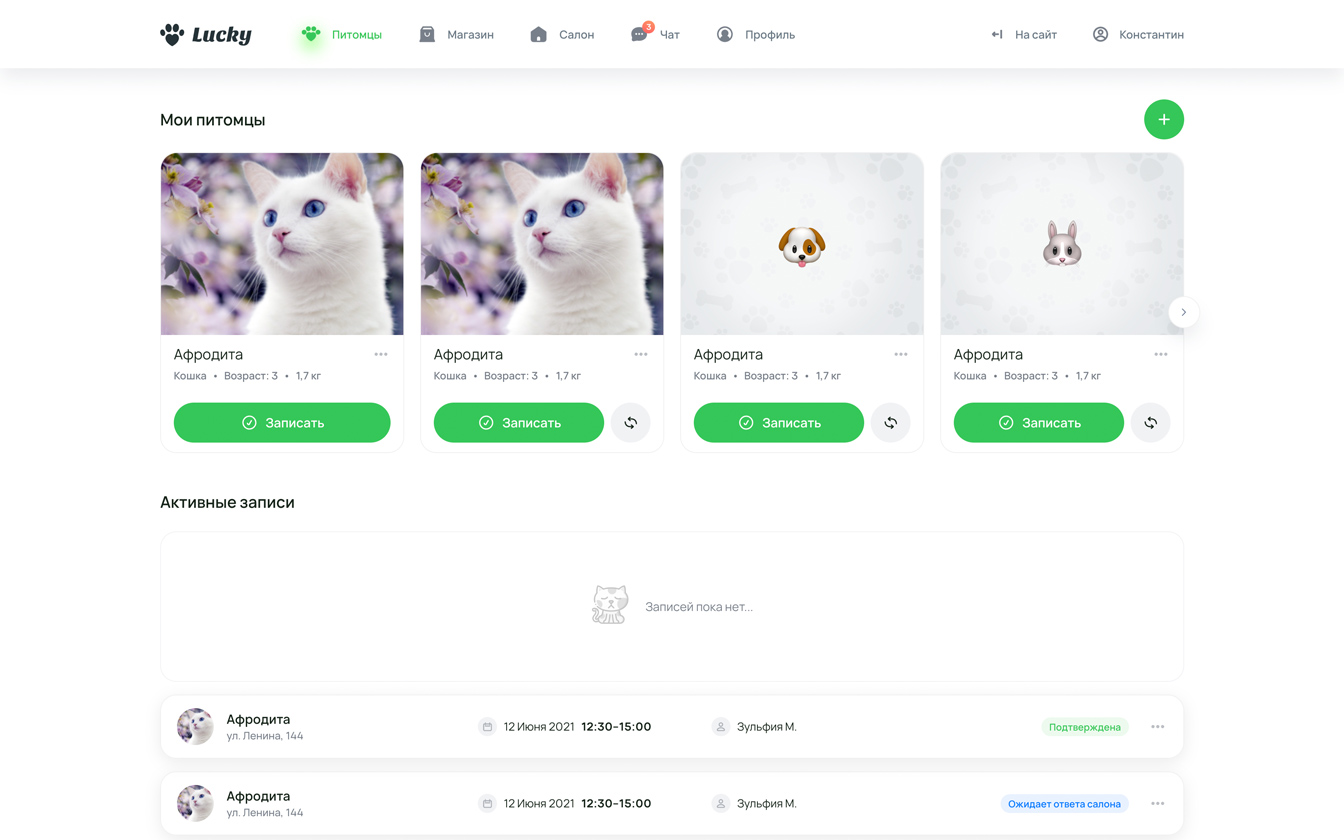 Lucky
Питомцы
Магазин
Салон
3
Чат
Профиль
На сайт
Константин
Мои питомцы
Афродита
Кошка • Возраст: 3 • 1,7 кг
Записать
Афродита
Кошка • Возраст: 3 • 1,7 кг
Записать
Афродита
Кошка • Возраст: 3 • 1,7 кг
Записать
Афродита
Кошка • Возраст: 3 • 1,7 кг
Записать
Активные записи
Записей пока нет...
Афродита
ул. Ленина, 144
12 Июня 2021 12:30–15:00
Зульфия М.
Подтверждена
Афродита
ул. Ленина, 144
12 Июня 2021 12:30–15:00
Зульфия М.
Ожидает ответа салона